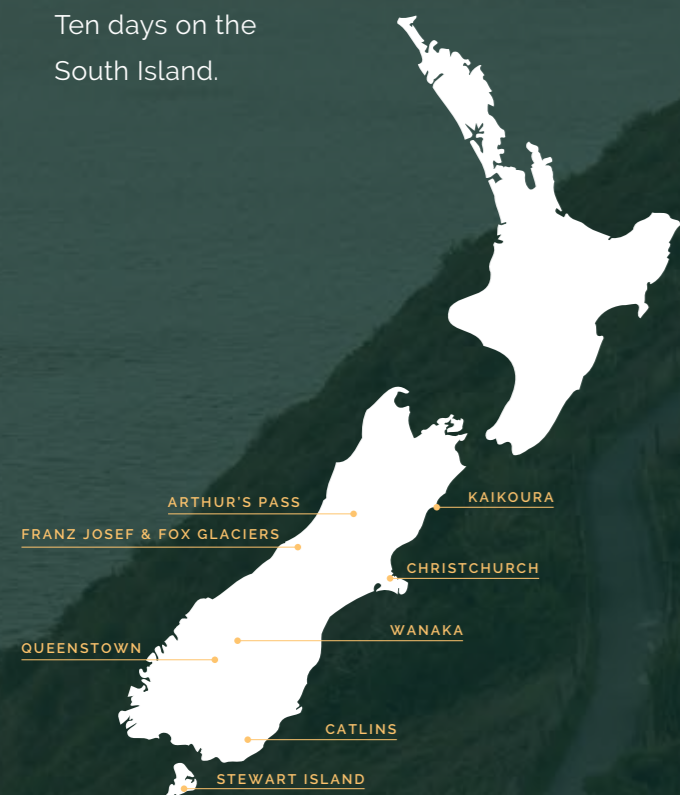 Ten days on the
South Island.
ARTHUR'S PASS
KAIKOURA
FRANZ JOSEF & FOX GLACIERS
CHRISTCHURCH
WANAKA
QUEENSTOWN
CATLINS
STEWART ISLAND